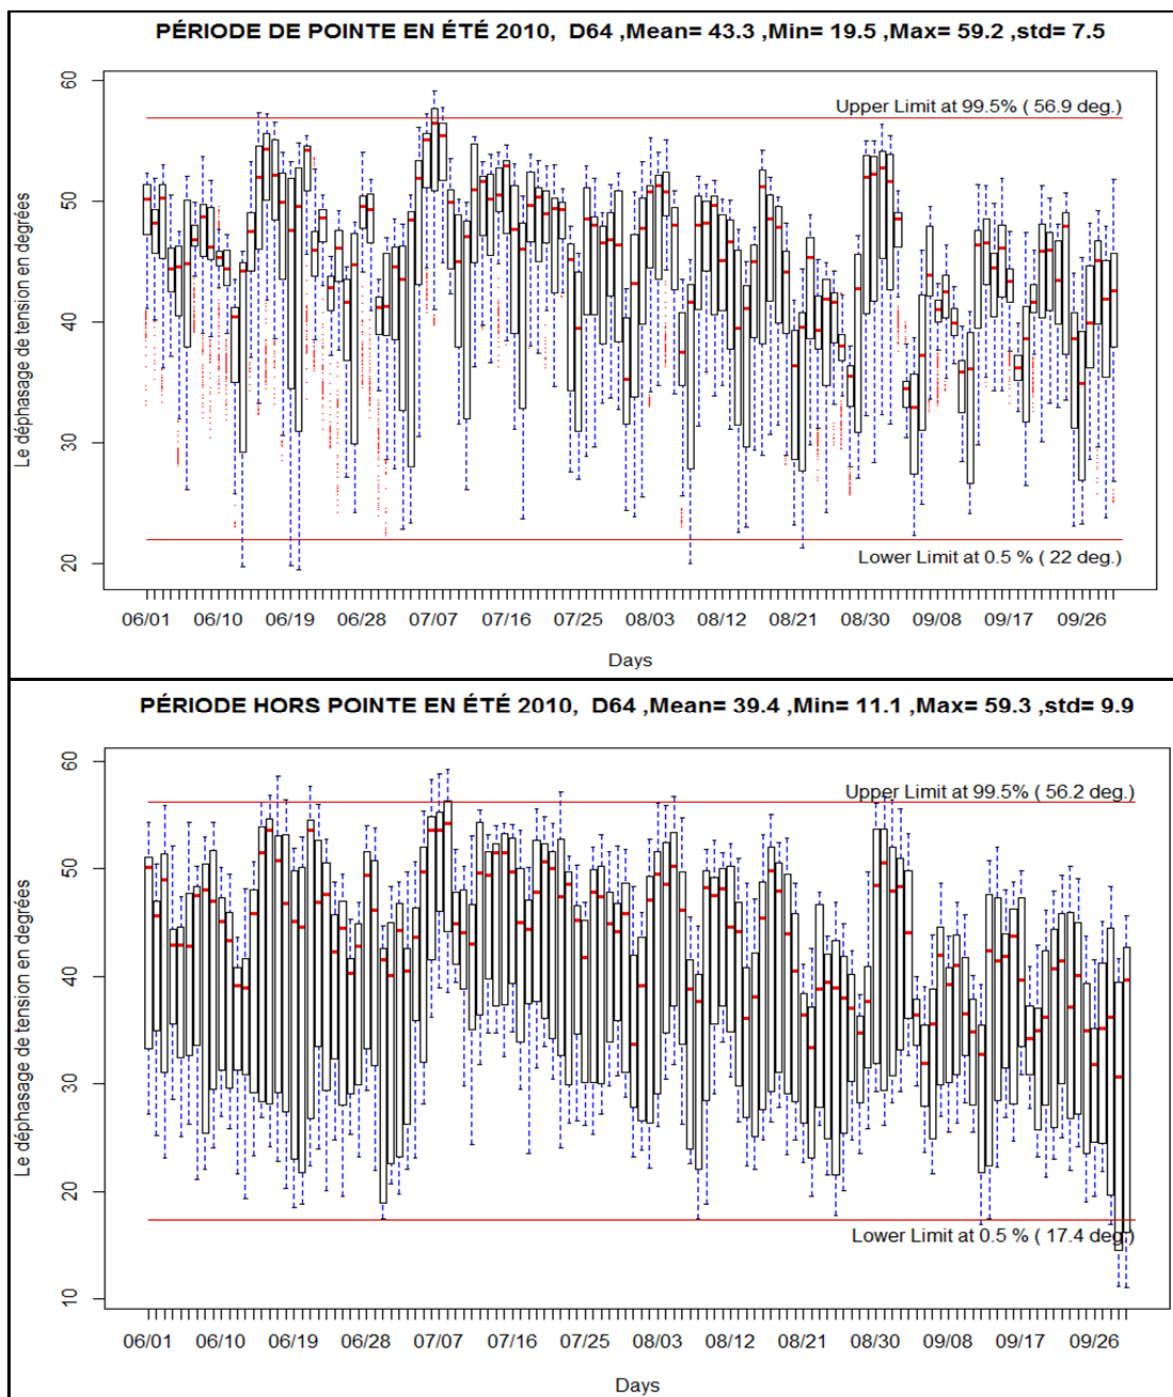 PÉRIODE DE POINTE EN ÉTÉ 2010, D64 ,Mean= 43.3 ,Min= 19.5 ,Max= 59.2 ,std= 7.5
Le déphasage de tension en degrées
60
50
40
30
20
Upper Limit at 99.5% ( 56.9 deg.)
Lower Limit at 0.5 % ( 22 deg.)
06/01 06/10 06/19 06/28 07/07 07/16 07/25 08/03 08/12 08/21 08/30 09/08 09/17 09/26
Days
PÉRIODE HORS POINTE EN ÉTÉ 2010, D64 ,Mean= 39.4 ,Min= 11.1 ,Max= 59.3 ,std= 9.9
Le déphasage de tension en degrées
60
50
40
30
20
10
Upper Limit at 99.5% ( 56.2 deg.)
Lower Limit at 0.5 % ( 17.4 deg.)
06/01 06/10 06/19 06/28 07/07 07/16 07/25 08/03 08/12 08/21 08/30 09/08 09/17 09/26
Days